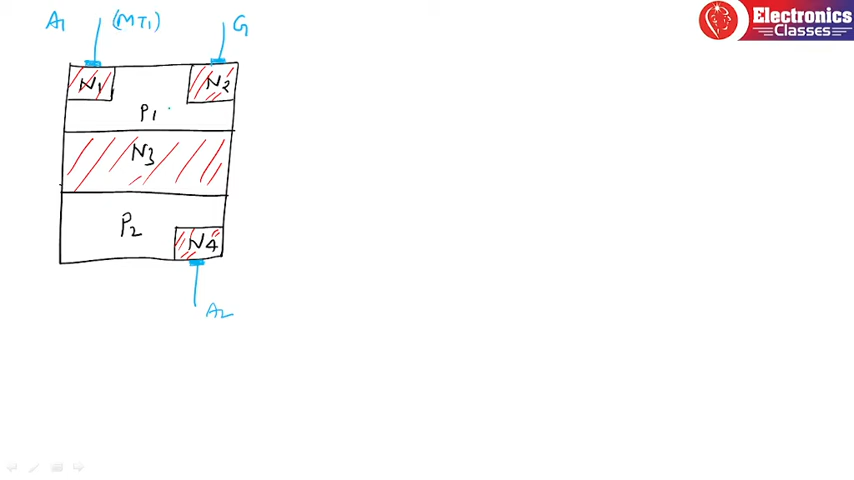 A1 (MT1) G
N1 N2
P1
N3
P2
N4
A2
Electronics
Classes